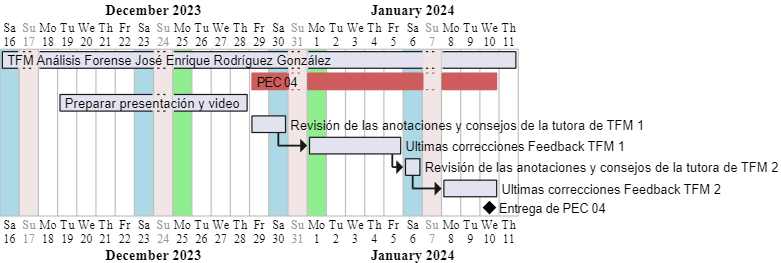 December 2023 January 2024
Sa Su Mo Tu We Th Fr Sa Su Mo Tu We Th Fr Sa Su Mo Tu We Th Fr Sa Su Mo Tu We Th
16 17 18 19 20 21 22 23 24 25 26 27 28 29 30 31 1 2 3 4 5 6 7 8 9 10 11
TFM Análisis Forense José Enrique Rodríguez González
PEC 04
Preparar presentación y video
Revisión de las anotaciones y consejos de la tutora de TFM 1
Ultimas correcciones Feedback TFM 1
Revisión de las anotaciones y consejos de la tutora de TFM 2
Ultimas correcciones Feedback TFM 2
Entrega de PEC 04
Sa Su Mo Tu We Th Fr Sa Su Mo Tu We Th Fr Sa Su Mo Tu We Th Fr Sa Su Mo Tu We Th
16 17 18 19 20 21 22 23 24 25 26 27 28 29 30 31 1 2 3 4 5 6 7 8 9 10 11
December 2023 January 2024